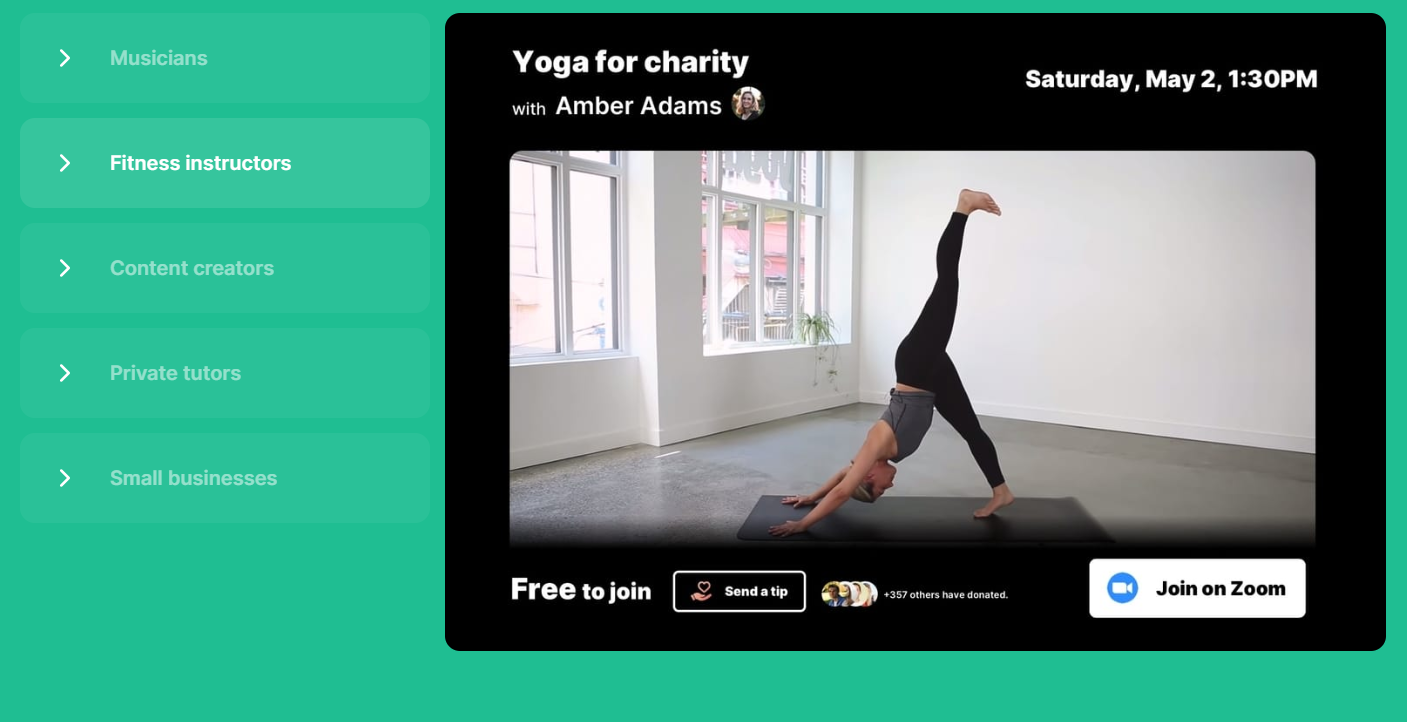 Musicians
Fitness instructors
Content creators
Private tutors
Small businesses
Yoga for charity
with Amber Adams
Saturday, May 2, 1:30PM
Free to join
Send a tip
+357 others have donated.
Join on Zoom